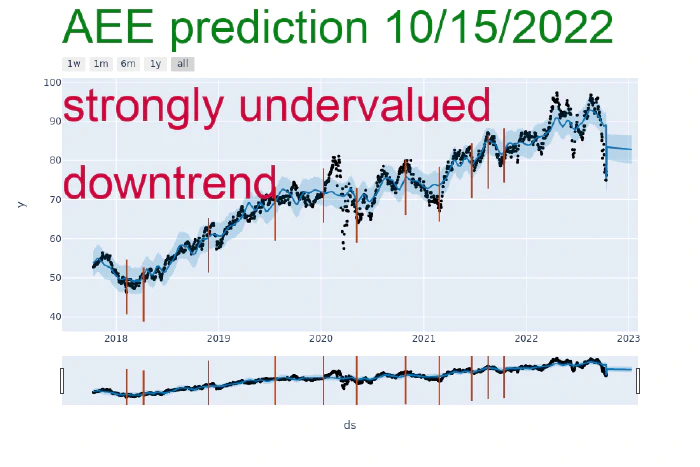 AEE prediction 10/15/2022
1w 1m 6m 1y all
strongly undervalued
downtrend
100
90
80
70
60
50
40
y
2018 2019 2020 2021 2022 2023
ds